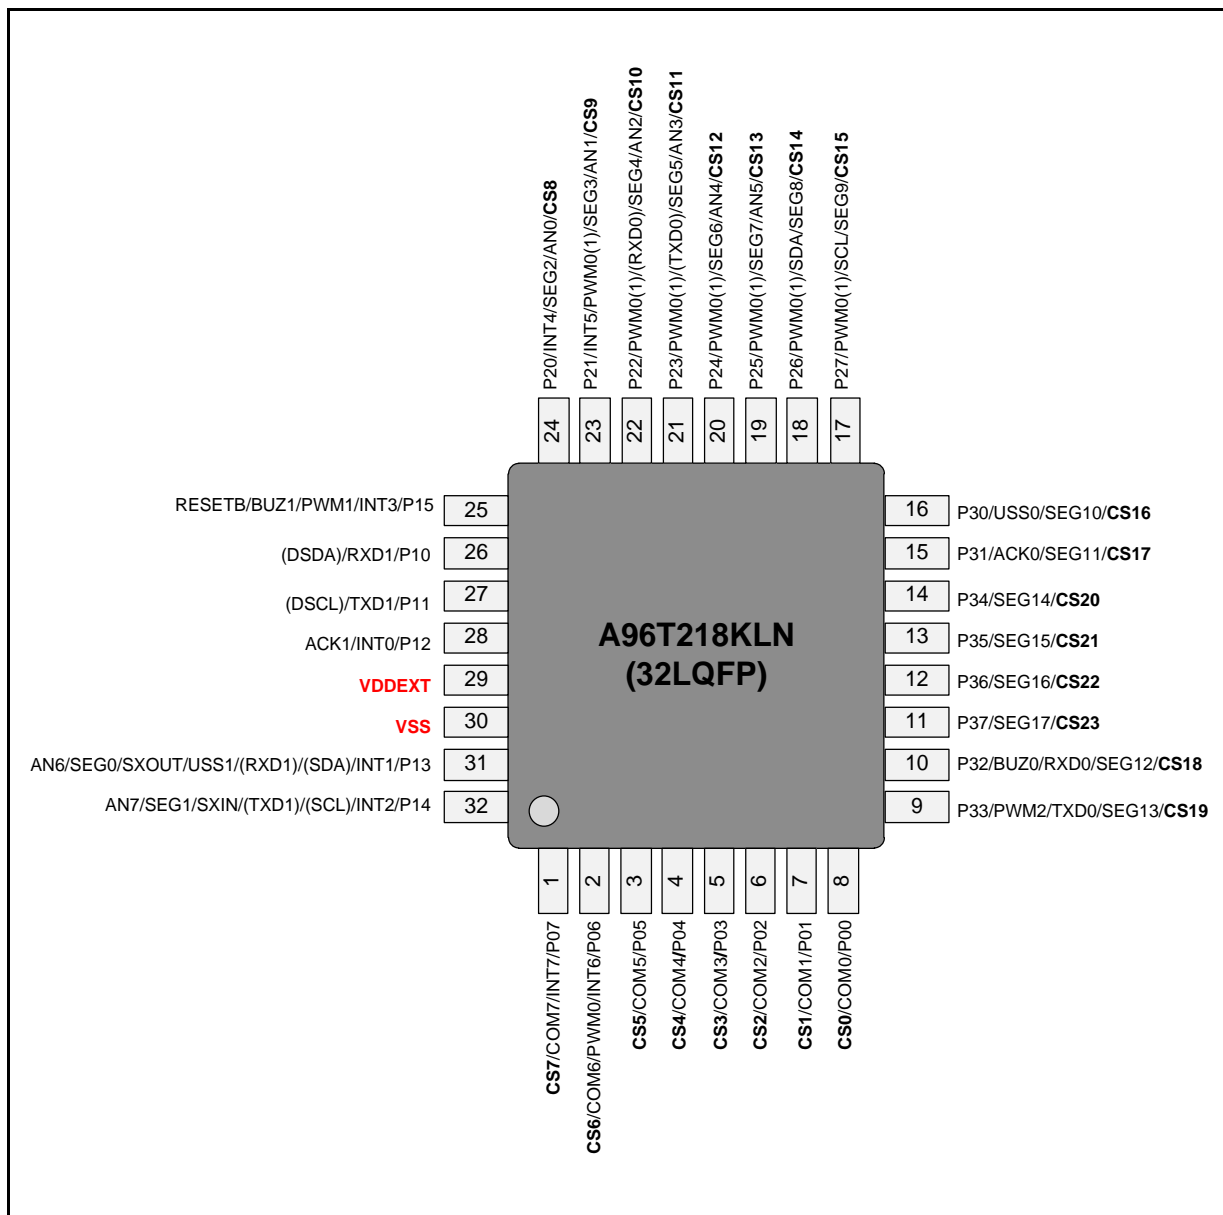 P20/INT4/SEG2/AN0/CS8
P21/INT5/PWM0(1)/SEG3/AN1/CS9
P22/PWM0(1)/(RXD0)/SEG4/AN2/CS10
P23/PWM0(1)/(TXD0)/SEG5/AN3/CS11
P24/PWM0(1)/SEG6/AN4/CS12
P25/PWM0(1)/SEG7/AN5/CS13
P26/PWM0(1)/SDA/SEG8/CS14
P27/PWM0(1)/SCL/SEG9/CS15
24
23
22
21
20
19
18
17
RESETB/BUZ1/PWM1/INT3/P15
25
(DSDA)/RXD1/P10
26
(DSCL)/TXD1/P11
27
ACK1/INT0/P12
28
VDDEXT
29
VSS
30
AN6/SEG0/SXOUT/USS1/(RXD1)/(SDA)/INT1/P13
31
AN7/SEG1/SXIN/(TXD1)/(SCL)/INT2/P14
32
A96T218KLN
(32LQFP)
16
P30/USS0/SEG10/CS16
15
P31/ACK0/SEG11/CS17
14
P34/SEG14/CS20
13
P35/SEG15/CS21
12
P36/SEG16/CS22
11
P37/SEG17/CS23
10
P32/BUZ0/RXD0/SEG12/CS18
9
P33/PWM2/TXD0/SEG13/CS19
1
2
3
4
5
6
7
8
CS7/COM7/INT7/P07
CS6/COM6/PWM0/INT6/P06
CS5/COM5/P05
CS4/COM4/P04
CS3/COM3/P03
CS2/COM2/P02
CS1/COM1/P01
CS0/COM0/P00